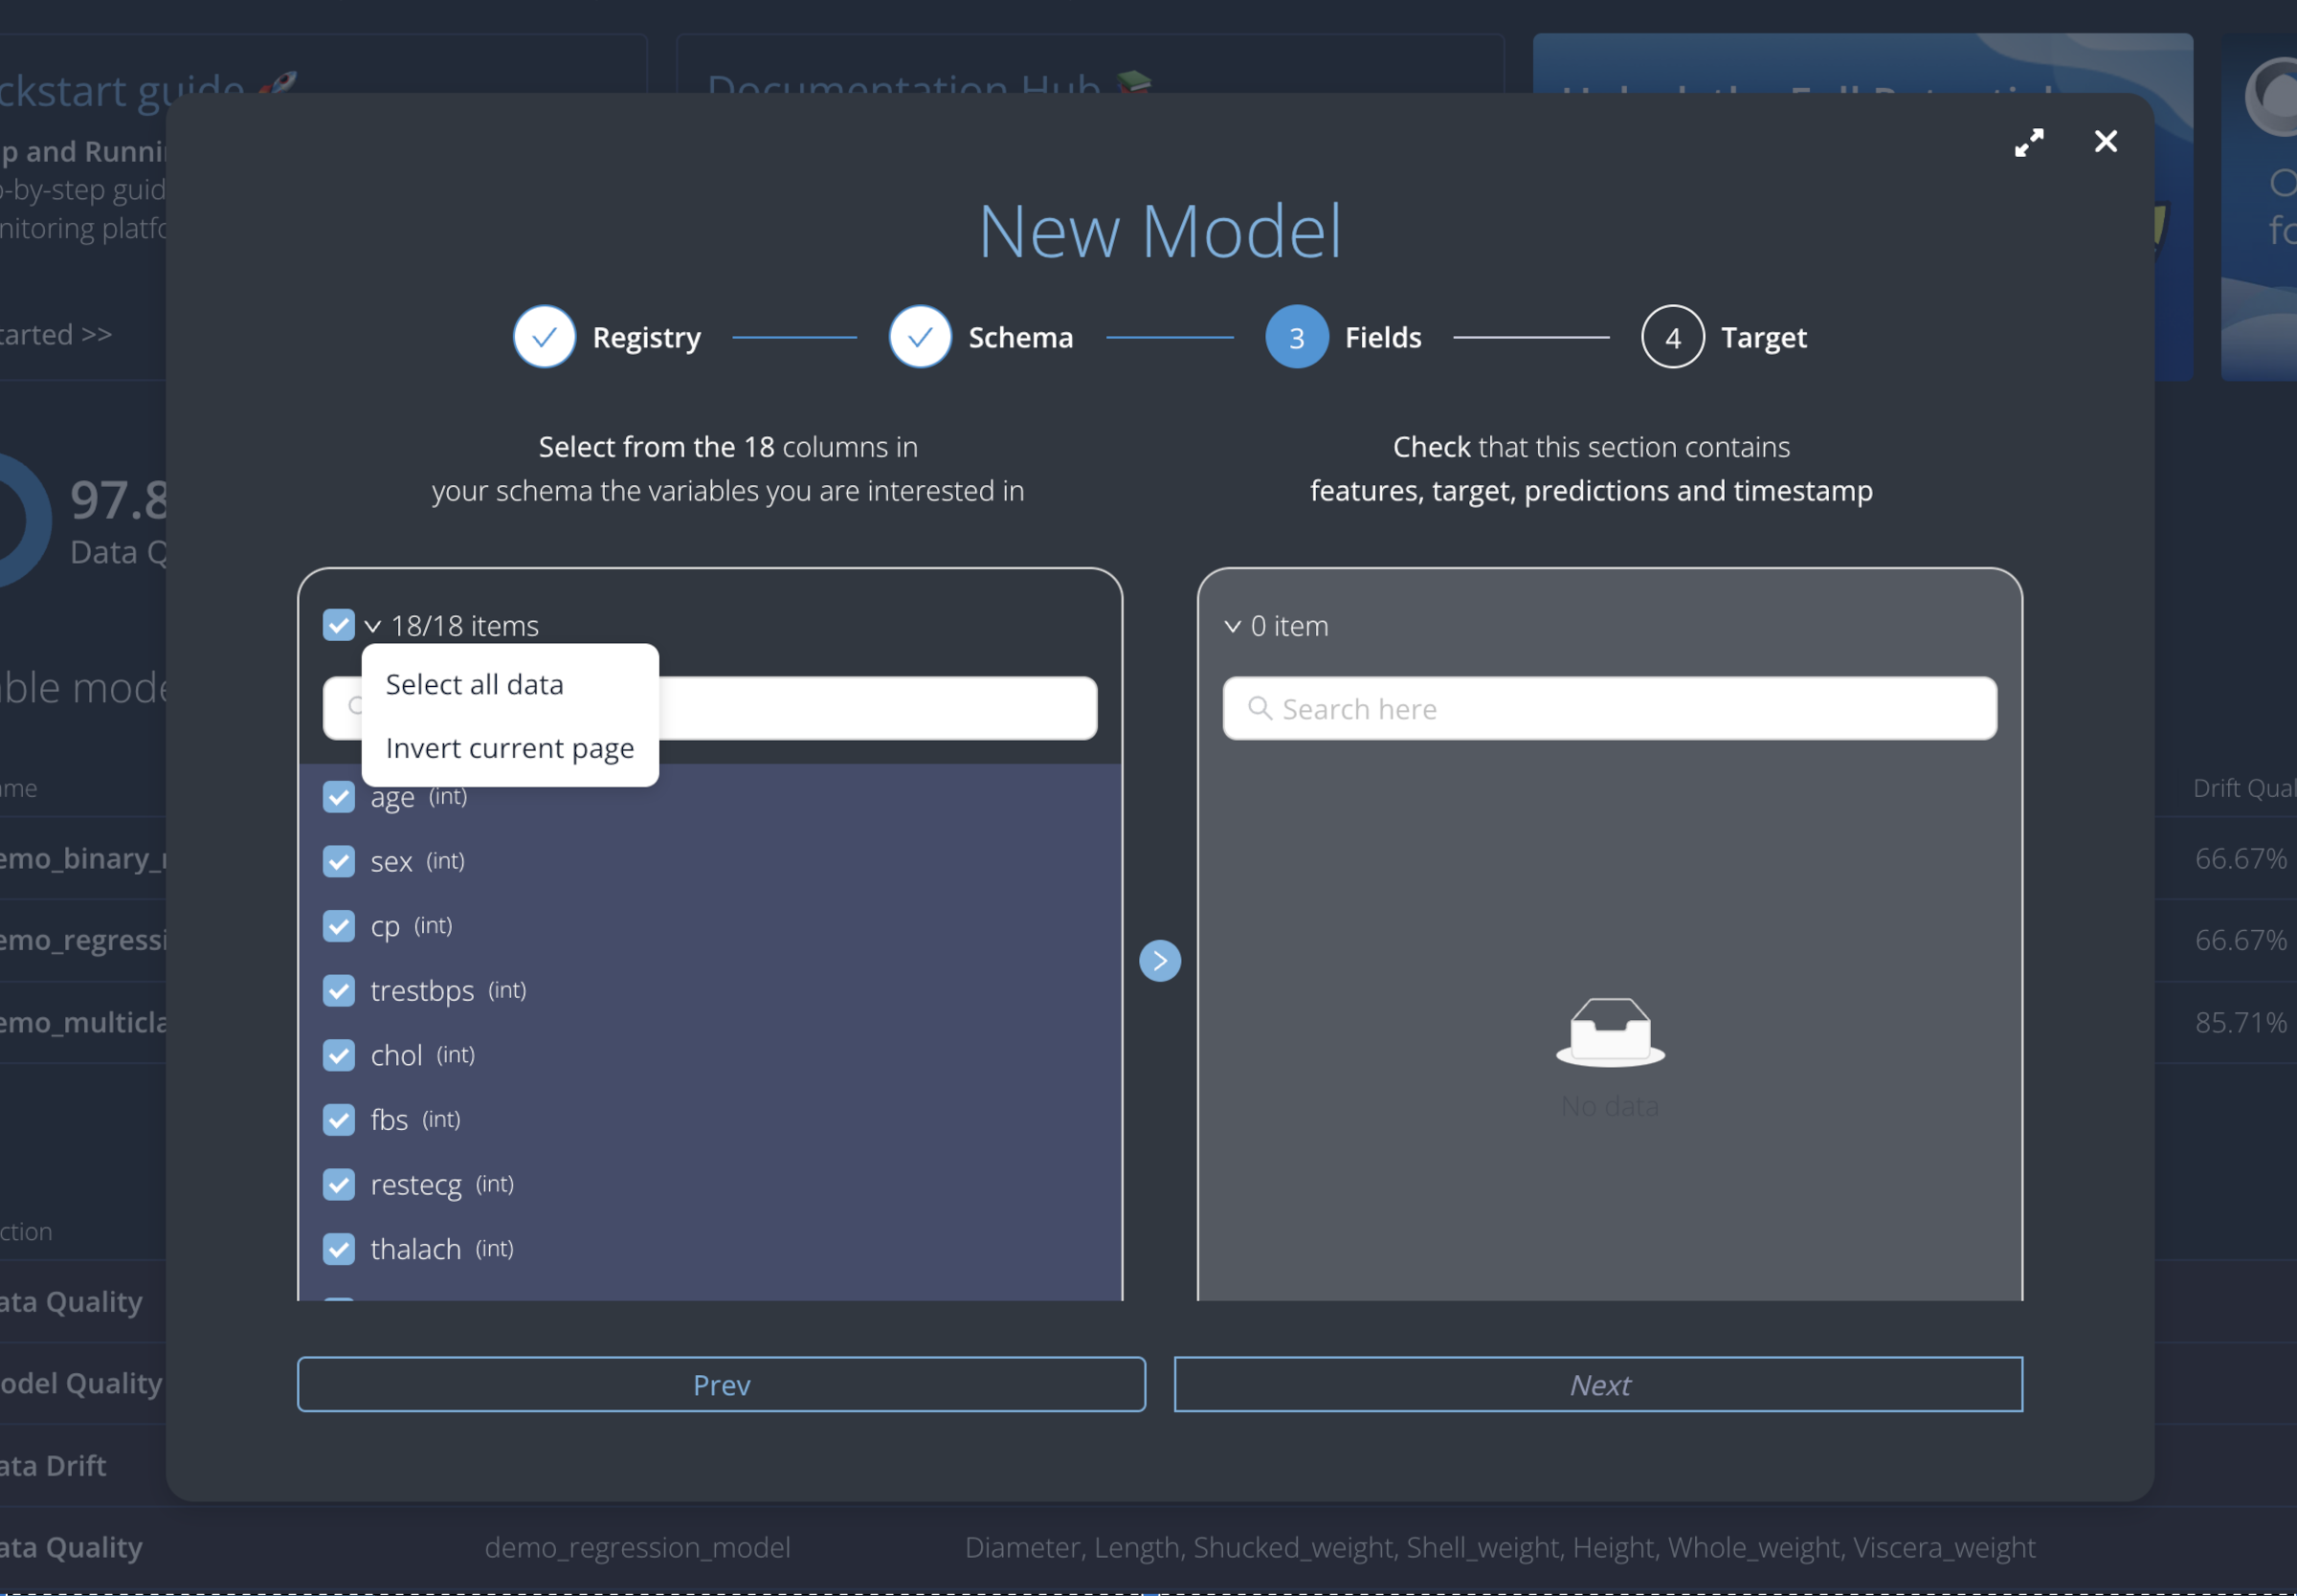 ckstart guide
Documentation Hub
p and Runni
o-by-step guid
nitoring platfo
tarted >>
New Model
Registry
Schema
3 Fields
4 Target
Select from the 18 columns in
your schema the variables you are interested in
Check that this section contains
features, target, predictions and timestamp
97.8
Data Q
18/18 items
Select all data
Invert current page
0 item
Search here
age (int)
sex (int)
cp (int)
trestbps (int)
chol (int)
fbs (int)
restecg (int)
thalach (int)
No data
Prev
Next
able mode
ame
Drift Qual
emo_binary_
66.67%
emo_regressi
66.67%
emo_multicla
85.71%
ction
ata Quality
odel Quality
ata Drift
ata Quality
demo_regression_model
Diameter, Length, Shucked_weight, Shell_weight, Height, Whole_weight, Viscera_weight